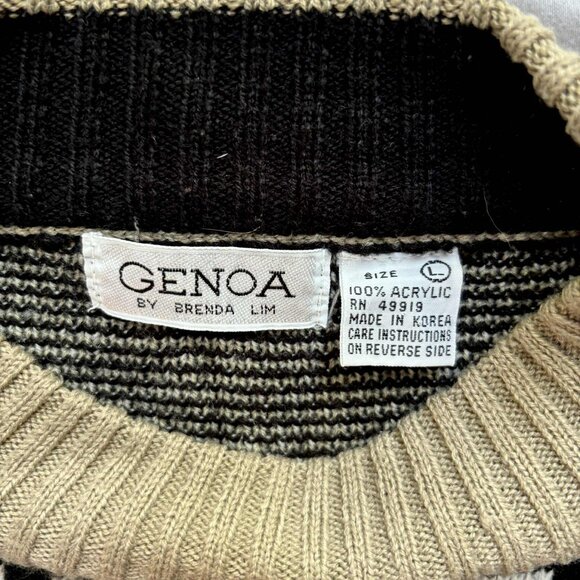 GENOA
BY BRENDA LIM
SIZE L
100% ACRYLIC
RN 49919
MADE IN KOREA
CARE INSTRUCTIONS
ON REVERSE SIDE